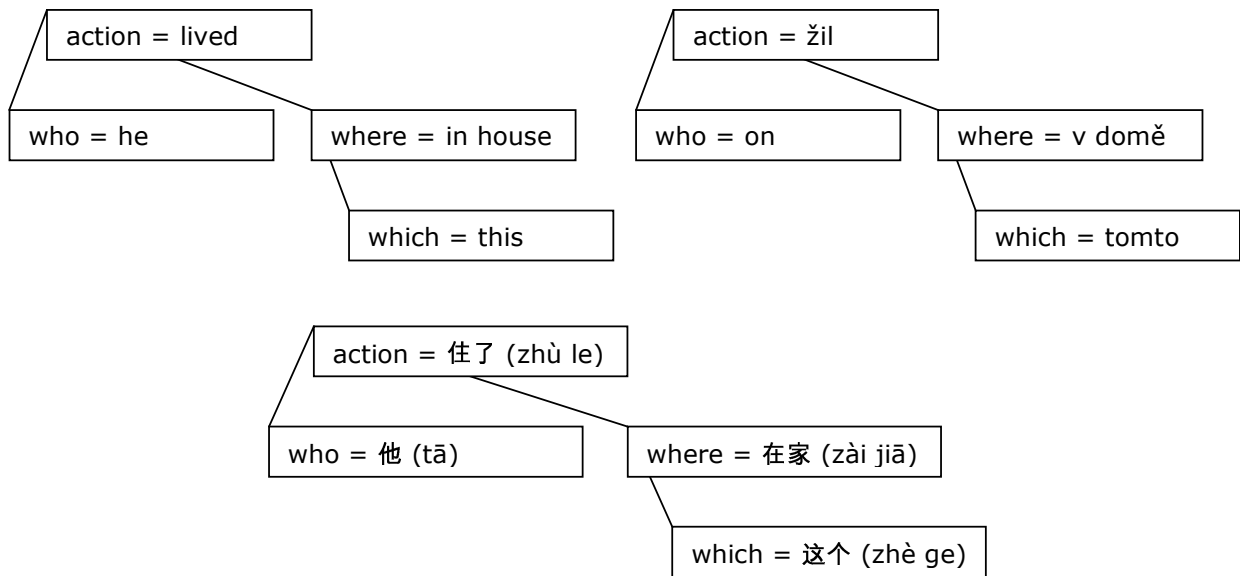 action = lived
who = he
where = in house
which = this
action = žil
who = on
where = v domě
which = tomto
action = 住了 (zhù le)
who = 他 (tā)
where = 在家 (zài jiā)
which = 这个 (zhè ge)